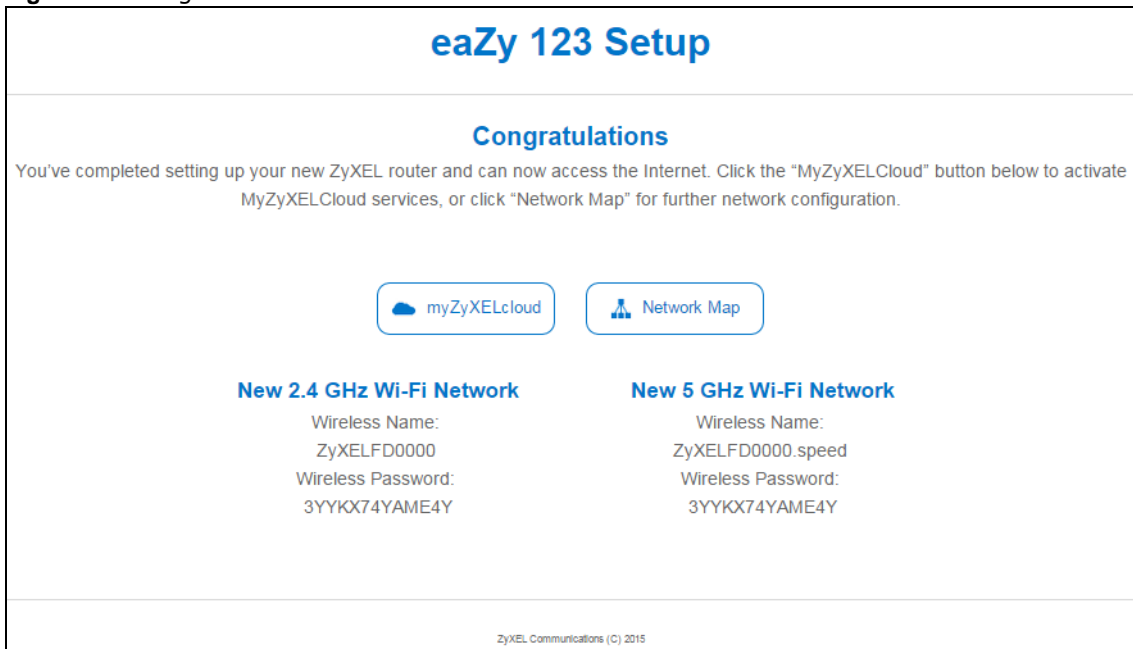 eaZy 123 Setup
Congratulations
You've completed setting up your new ZyXEL router and can now access the Internet. Click the “MyZyXELCloud” button below to activate
MyZyXELCloud services, or click “Network Map” for further network configuration.
myZyXELcloud
Network Map
New 2.4 GHz Wi-Fi Network
Wireless Name:
ZyXELFD0000
Wireless Password:
3YYKX74YAME4Y
New 5 GHz Wi-Fi Network
Wireless Name:
ZyXELFD0000.speed
Wireless Password:
3YYKX74YAME4Y
ZyXEL Communications (C) 2015